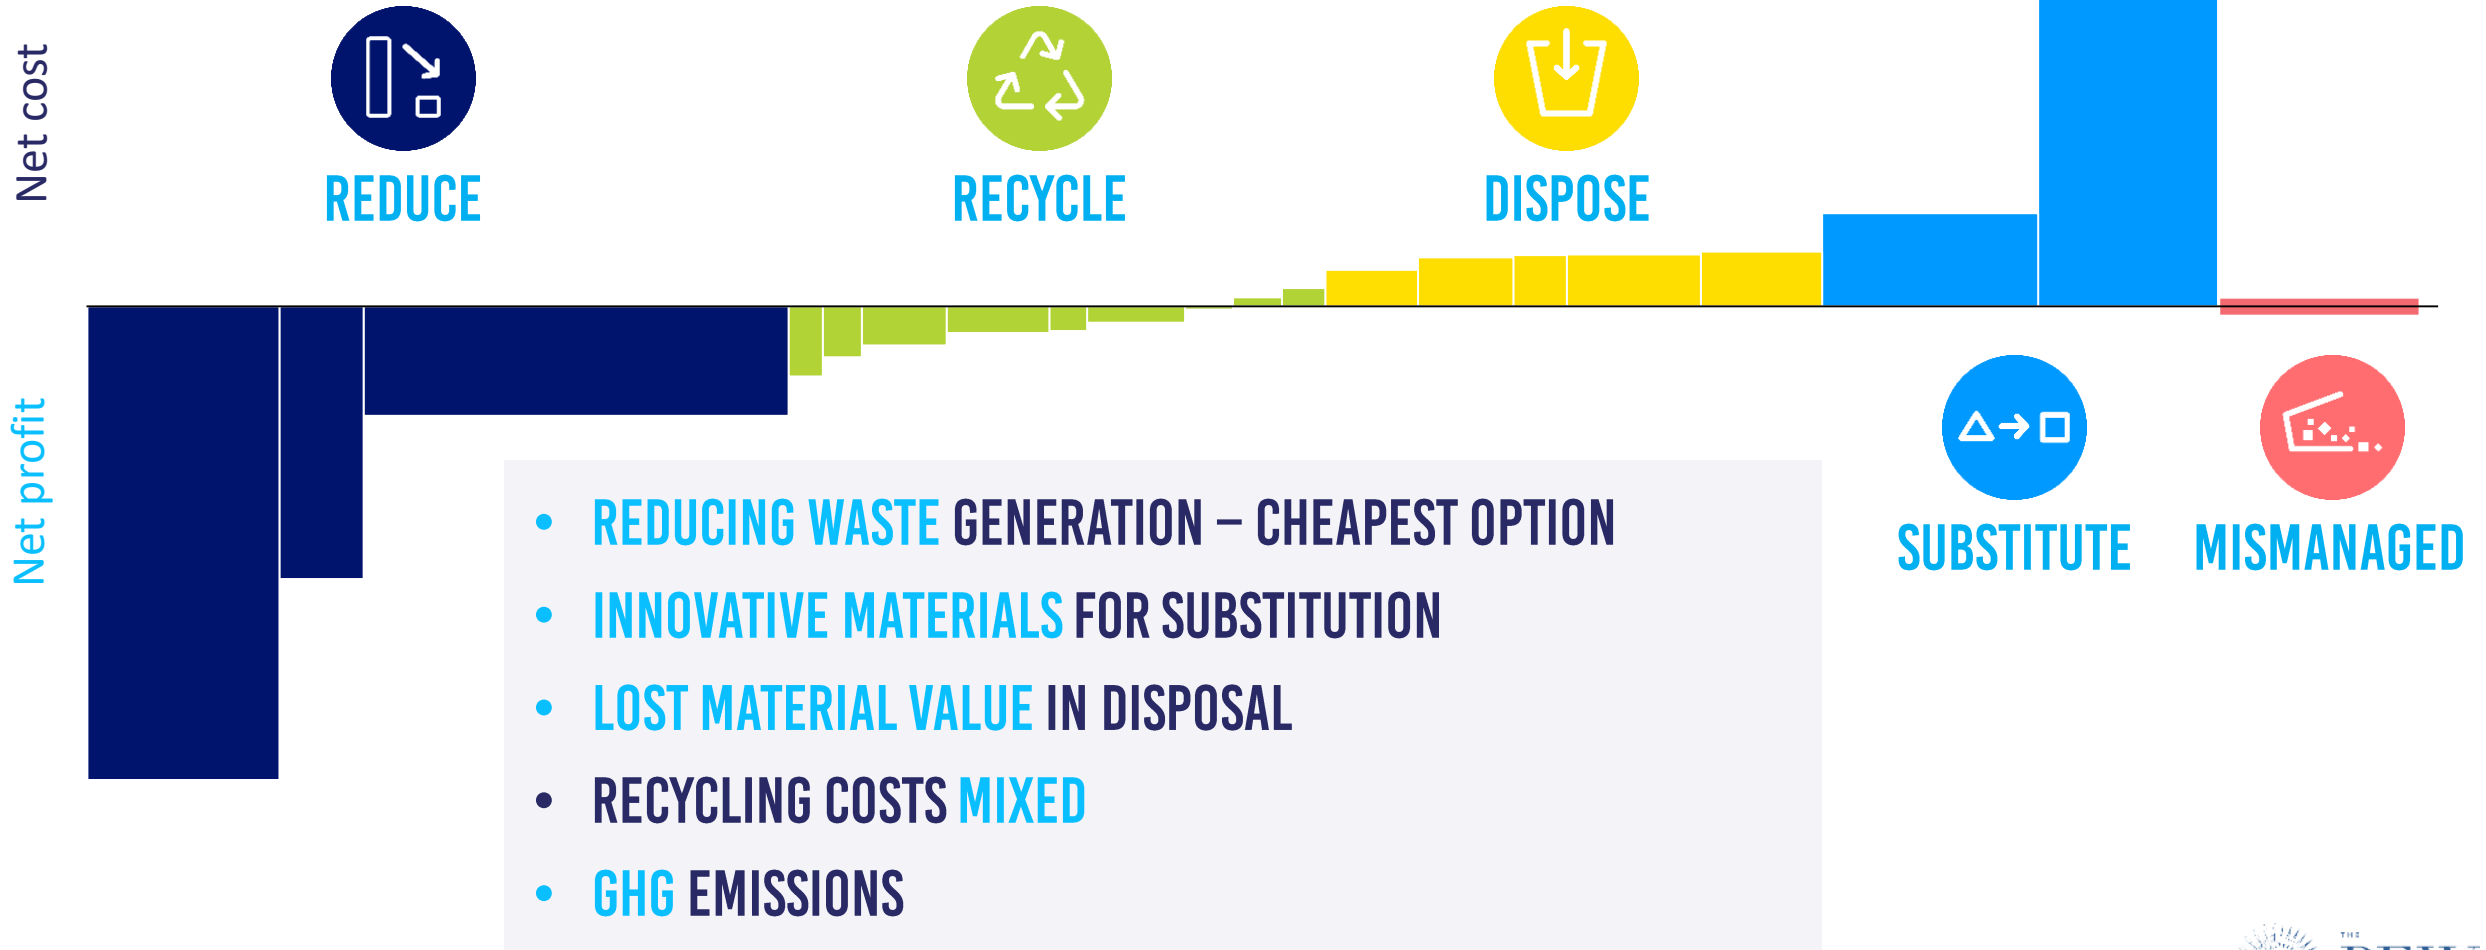 Net cost
REDUCE
RECYCLE
DISPOSE
Net profit
SUBSTITUTE
MISMANAGED
• REDUCING WASTE GENERATION – CHEAPEST OPTION
• INNOVATIVE MATERIALS FOR SUBSTITUTION
• LOST MATERIAL VALUE IN DISPOSAL
• RECYCLING COSTS MIXED
• GHG EMISSIONS
THE